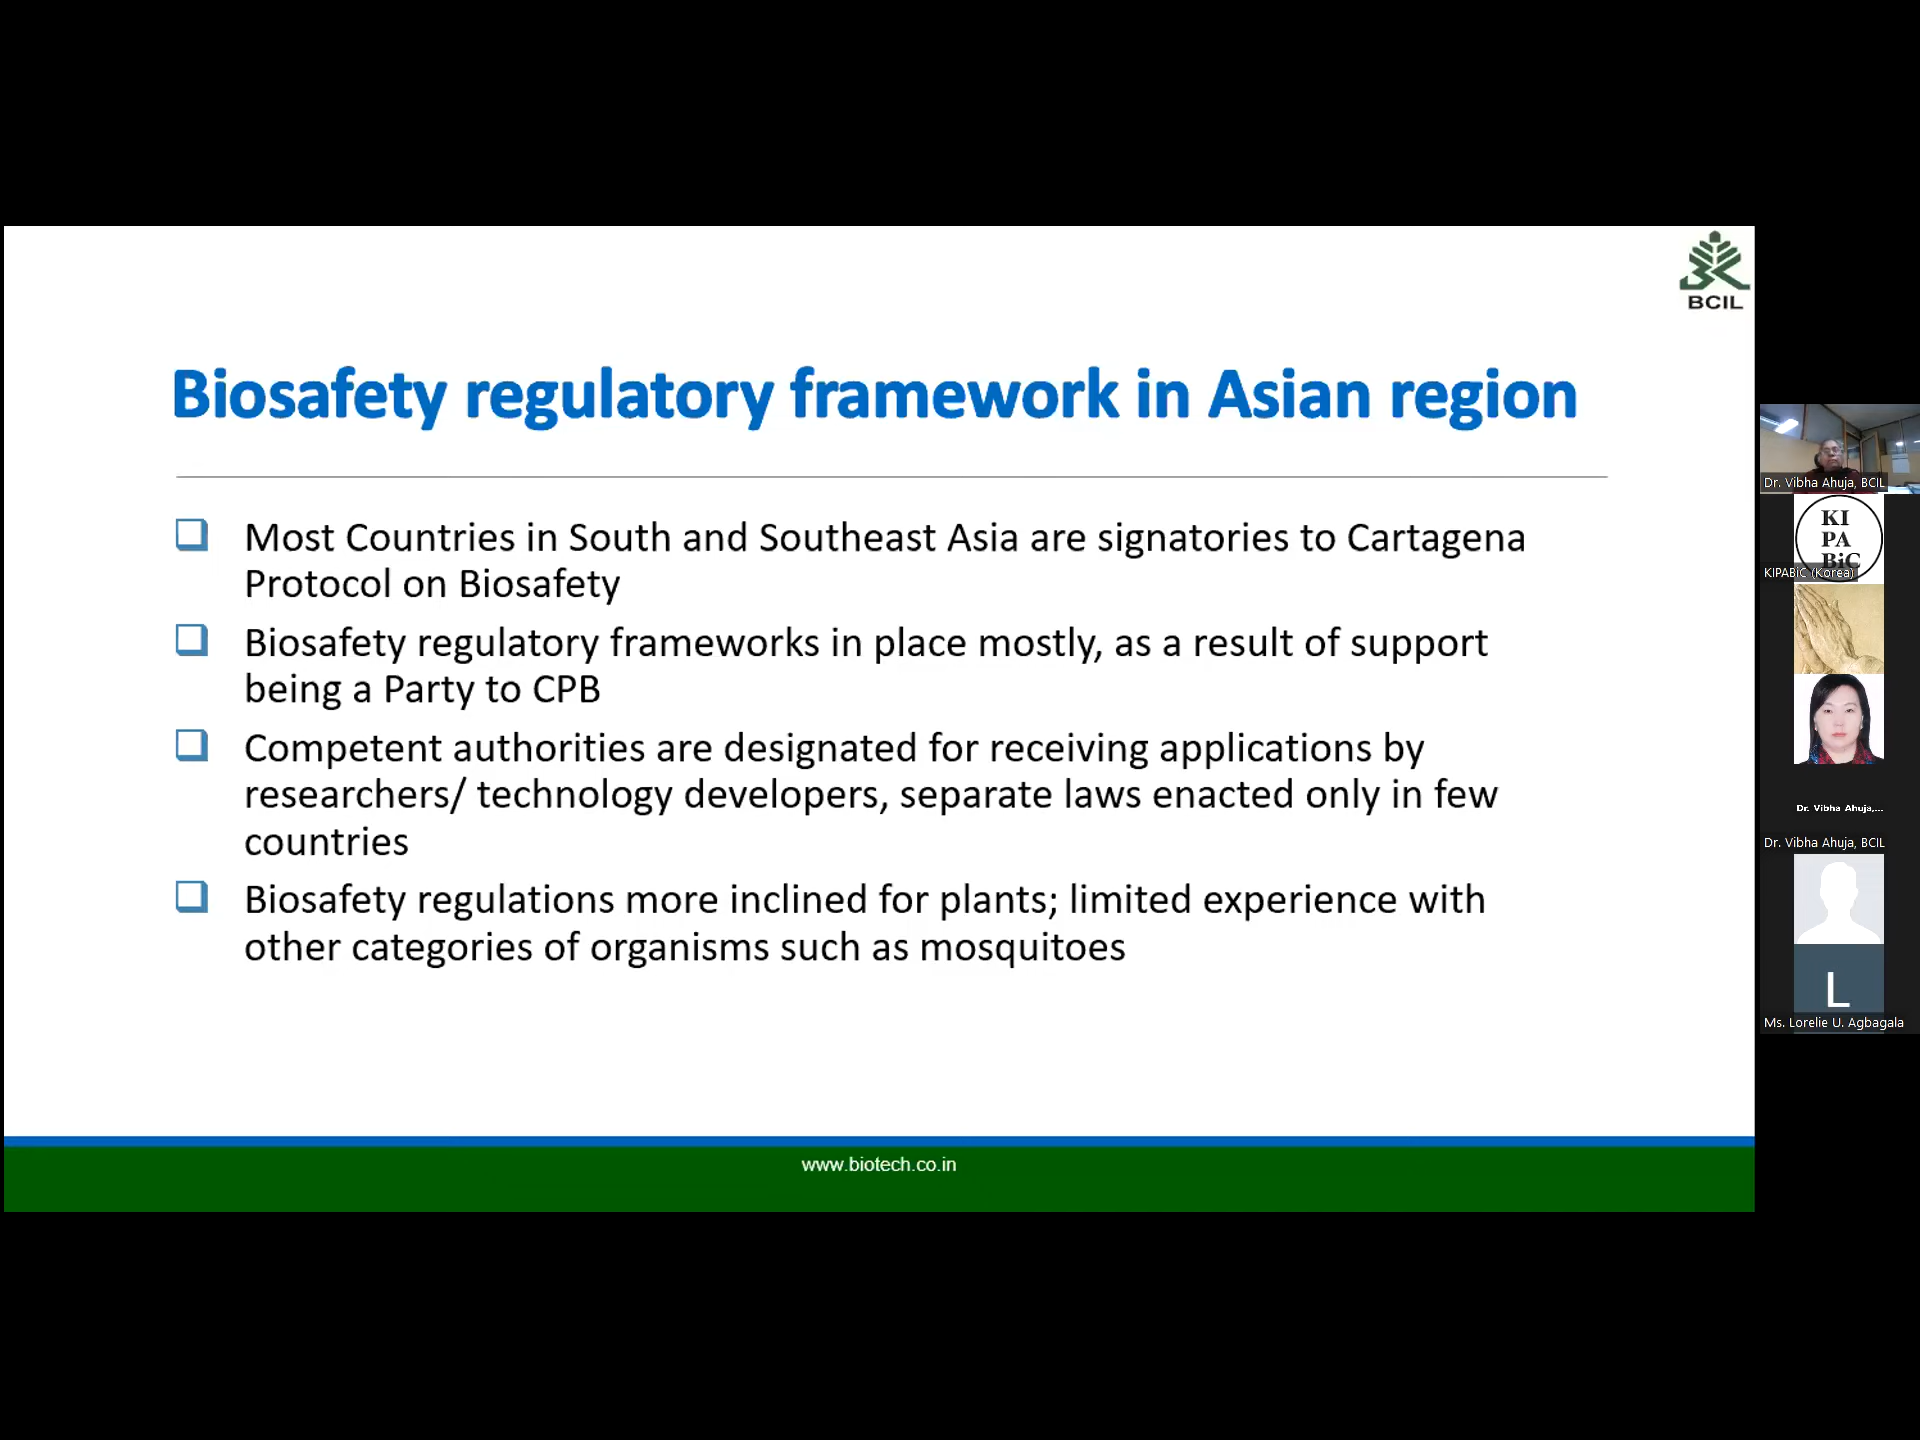 BCIL
Biosafety regulatory framework in Asian region
Most Countries in South and Southeast Asia are signatories to Cartagena
Protocol on Biosafety
Biosafety regulatory frameworks in place mostly, as a result of support
being a Party to CPB
Competent authorities are designated for receiving applications by
researchers/ technology developers, separate laws enacted only in few
countries
Biosafety regulations more inclined for plants; limited experience with
other categories of organisms such as mosquitoes
www.biotech.co.in
Dr. Vibha Ahuja, BCIL
KI
PA
BiC
KIPABiC (Korea)
Dr. Vibha Ahuja,...
Dr. Vibha Ahuja, BCIL
L
Ms. Lorelie U. Agbagala